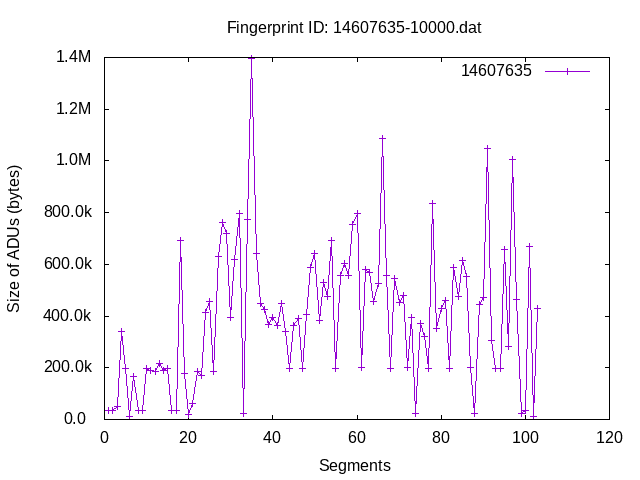 Fingerprint ID: 14607635-10000.dat
14607635
1.4M
1.2M
1.0M
800.0k
600.0k
400.0k
200.0k
0.0
Size of ADUs (bytes)
0 20 40 60 80 100 120
Segments